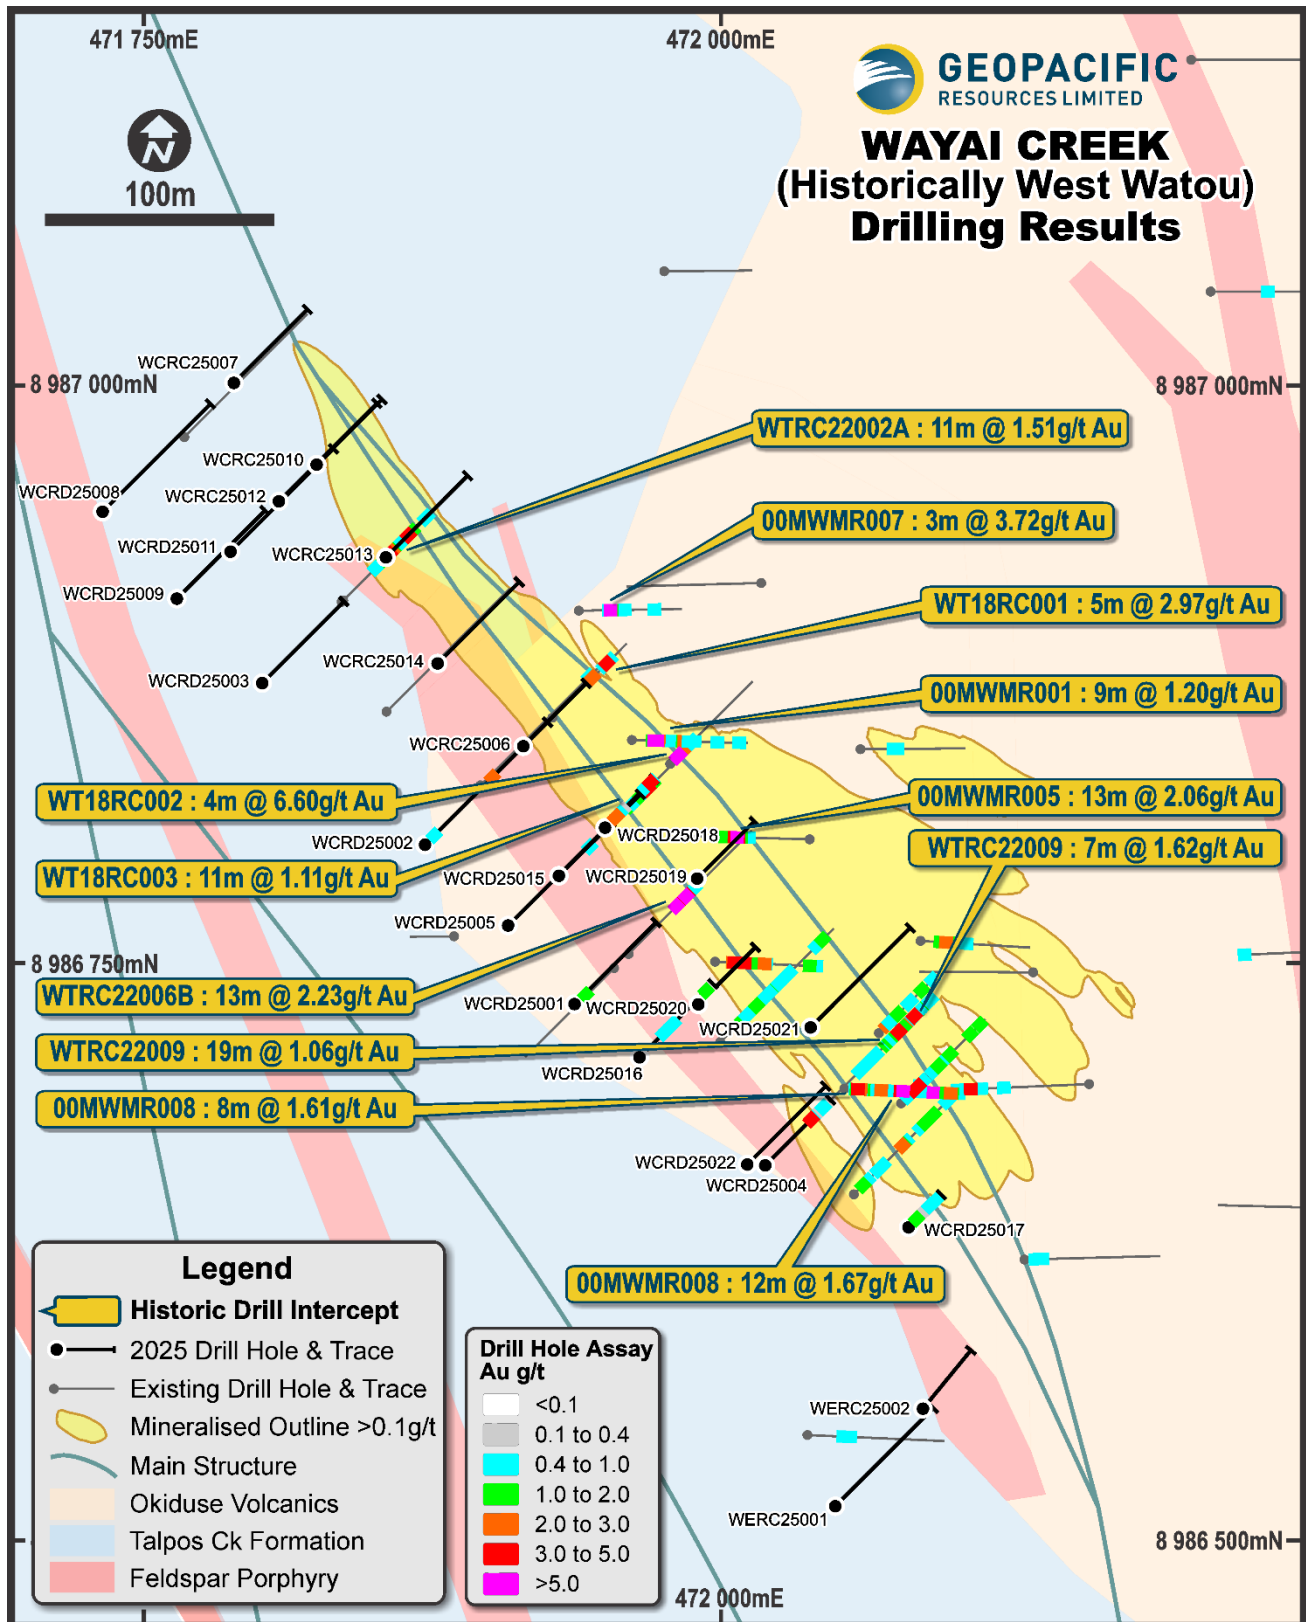 471 750mE
472 000mE
GEOPACIFIC
RESOURCES LIMITED
WAYAI CREEK
(Historically West Watou)
Drilling Results
N
100m
WCRC25007
8 987 000mN
8 987 000mN
WTRC22002A : 11m @ 1.51g/t Au
WCRC25010
WCRD25008
WCRC25012
00MWMR007 : 3m @ 3.72g/t Au
WCRD25011
WCRC25013
WCRD25009
WT18RC001 : 5m @ 2.97g/t Au
WCRC25014
WCRD25003
00MWMR001 : 9m @ 1.20g/t Au
WCRC25006
WT18RC002 : 4m @ 6.60g/t Au
00MWMR005 : 13m @ 2.06g/t Au
WCRD25002
WCRD25018
WTRC22009 : 7m @ 1.62g/t Au
WT18RC003 : 11m @ 1.11g/t Au
WCRD25015
WCRD25019
WCRD25005
8 986 750mN
WTRC22006B : 13m @ 2.23g/t Au
WCRD25001
WCRD25020
WCRD25021
WTRC22009 : 19m @ 1.06g/t Au
WCRD25016
00MWMR008 : 8m @ 1.61g/t Au
WCRD25022
WCRD25004
WCRD25017
00MWMR008 : 12m @ 1.67g/t Au
Legend
Historic Drill Intercept
2025 Drill Hole & Trace
Existing Drill Hole & Trace
Mineralised Outline >0.1g/t
Main Structure
Okiduse Volcanics
Talpos Ck Formation
Feldspar Porphyry
Drill Hole Assay
Au g/t
<0.1
0.1 to 0.4
0.4 to 1.0
1.0 to 2.0
2.0 to 3.0
3.0 to 5.0
>5.0
WERC25002
WERC25001
8 986 500mN
472 000mE